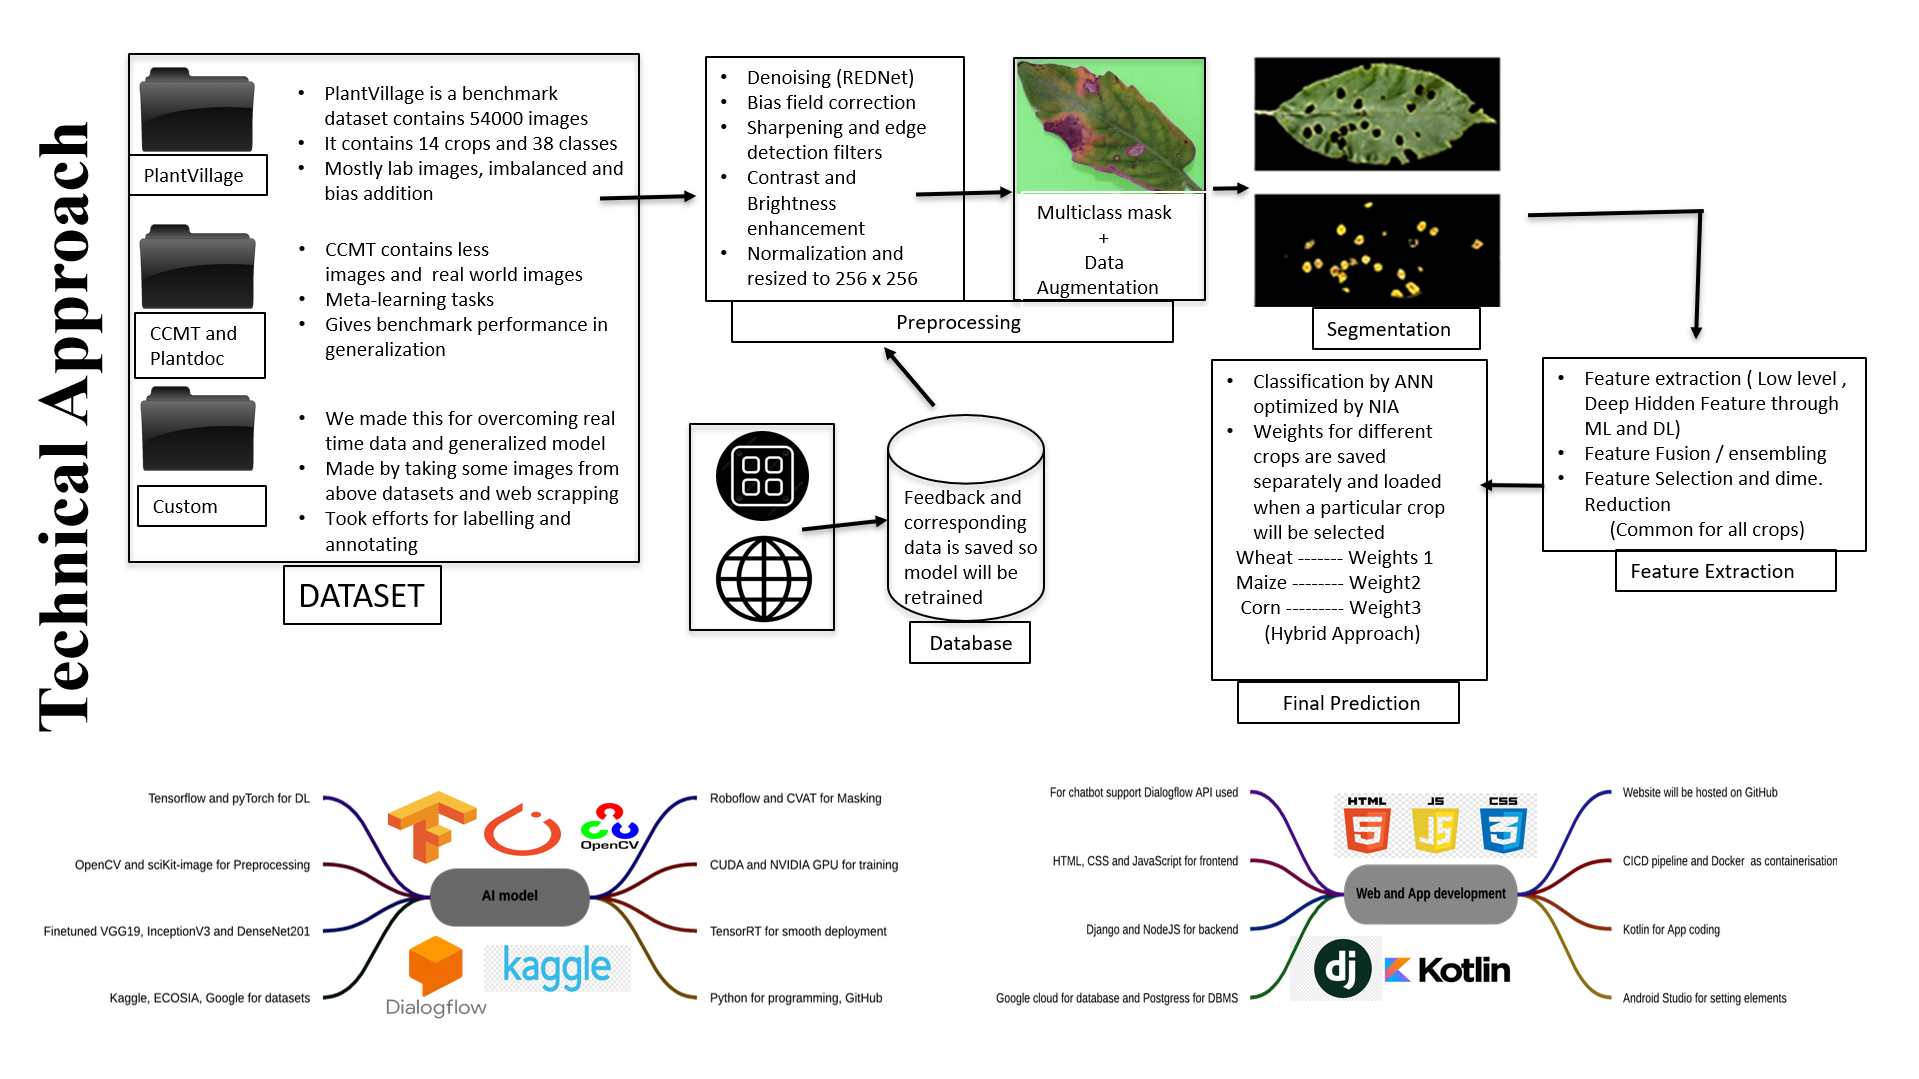 Technical Approach
PlantVillage
• PlantVillage is a benchmark
dataset contains 54000 images
• It contains 14 crops and 38 classes
• Mostly lab images, imbalanced and
bias addition
CCMT and
Plantdoc
• CCMT contains less
images and  real world images
• Meta-learning tasks
• Gives benchmark performance in
generalization
Custom
• We made this for overcoming real
time data and generalized model
• Made by taking some images from
above datasets and web scrapping
• Took efforts for labelling and
annotating
DATASET
• Denoising (REDNet)
• Bias field correction
• Sharpening and edge
detection filters
• Contrast and
Brightness
enhancement
• Normalization and
resized to 256 x 256
Multiclass mask
+
Data
Augmentation
Preprocessing
Segmentation
• Feature extraction ( Low level ,
Deep Hidden Feature through
ML and DL)
• Feature Fusion / ensembling
• Feature Selection and dime.
Reduction
(Common for all crops)
Feature Extraction
• Classification by ANN
optimized by NIA
• Weights for different
crops are saved
separately and loaded
when a particular crop
will be selected
Wheat ------- Weights 1
Maize -------- Weight2
Corn --------- Weight3
(Hybrid Approach)
Final Prediction
Feedback and
corresponding
data is saved so
model will be
retrained
Database
Tensorflow and pyTorch for DL
OpenCV and sciKit-image for Preprocessing
Finetuned VGG19, InceptionV3 and DenseNet201
Kaggle, ECOSIA, Google for datasets
OpenCV
AI model
Dialogflow
kaggle
Roboflow and CVAT for Masking
CUDA and NVIDIA GPU for training
TensorRT for smooth deployment
Python for programming, GitHub
For chatbot support Dialogflow API used
HTML, CSS and JavaScript for frontend
Django and NodeJS for backend
Google cloud for database and Postgress for DBMS
HTML
5
JS
JS
CSS
3
Web and App development
dj
Kotlin
Website will be hosted on GitHub
CICD pipeline and Docker  as containerisation
Kotlin for App coding
Android Studio for setting elements